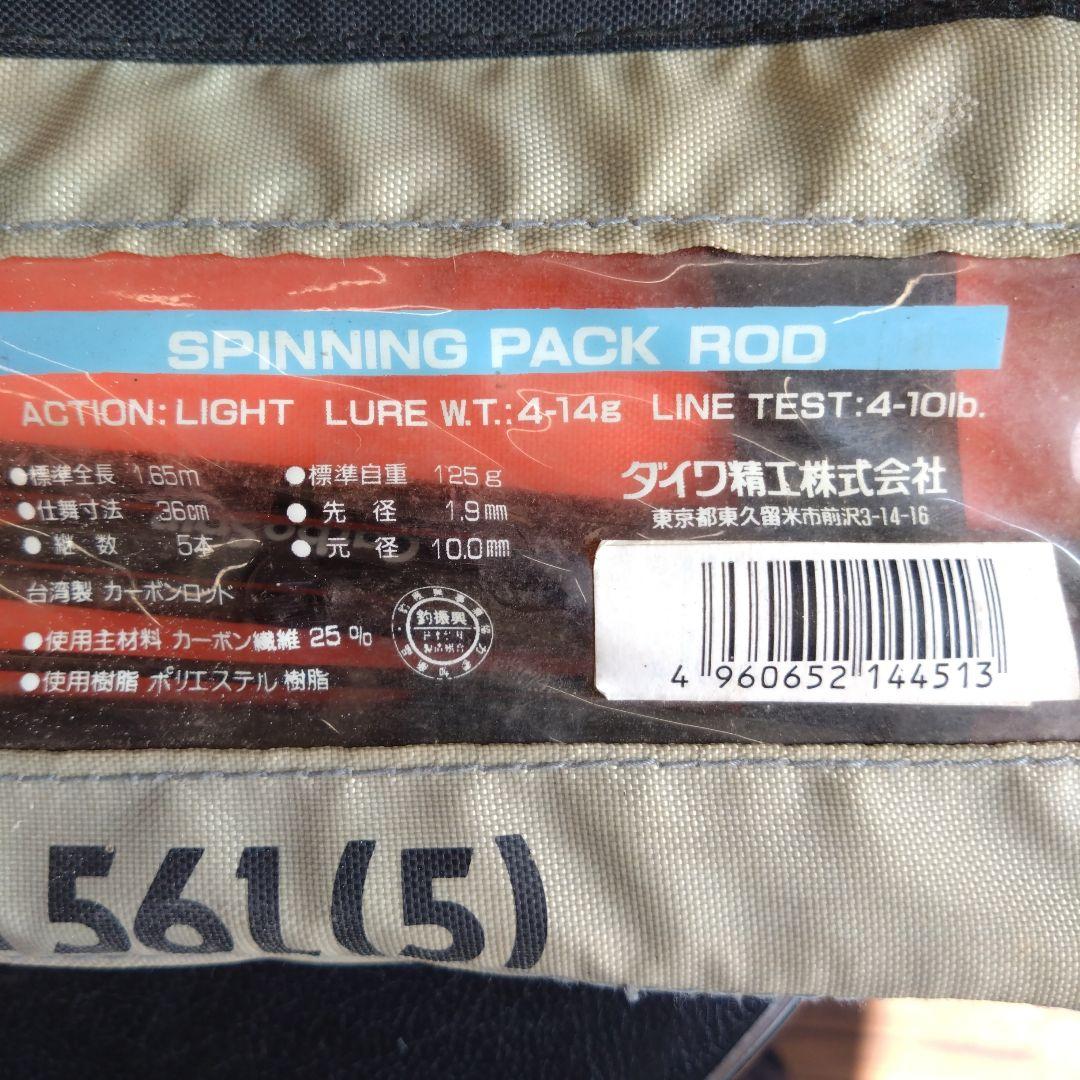 SPINNING PACK ROD
ACTION: LIGHT LURE W.T.:4-14g LINE TEST:4-10lb.
●標準全長 1.65m ●標準自重 125g
●仕舞寸法 36cm ●先径 1.9mm
●継数 5本 ●元径 10.0mm
台湾製 カーボンロッド
●使用主材料 カーボン繊維 25%
●使用樹脂 ポリエステル樹脂
ダイワ精工株式会社
東京都東久留米市前沢3-14-16
釣振興
4 960652 144513
56L(5)